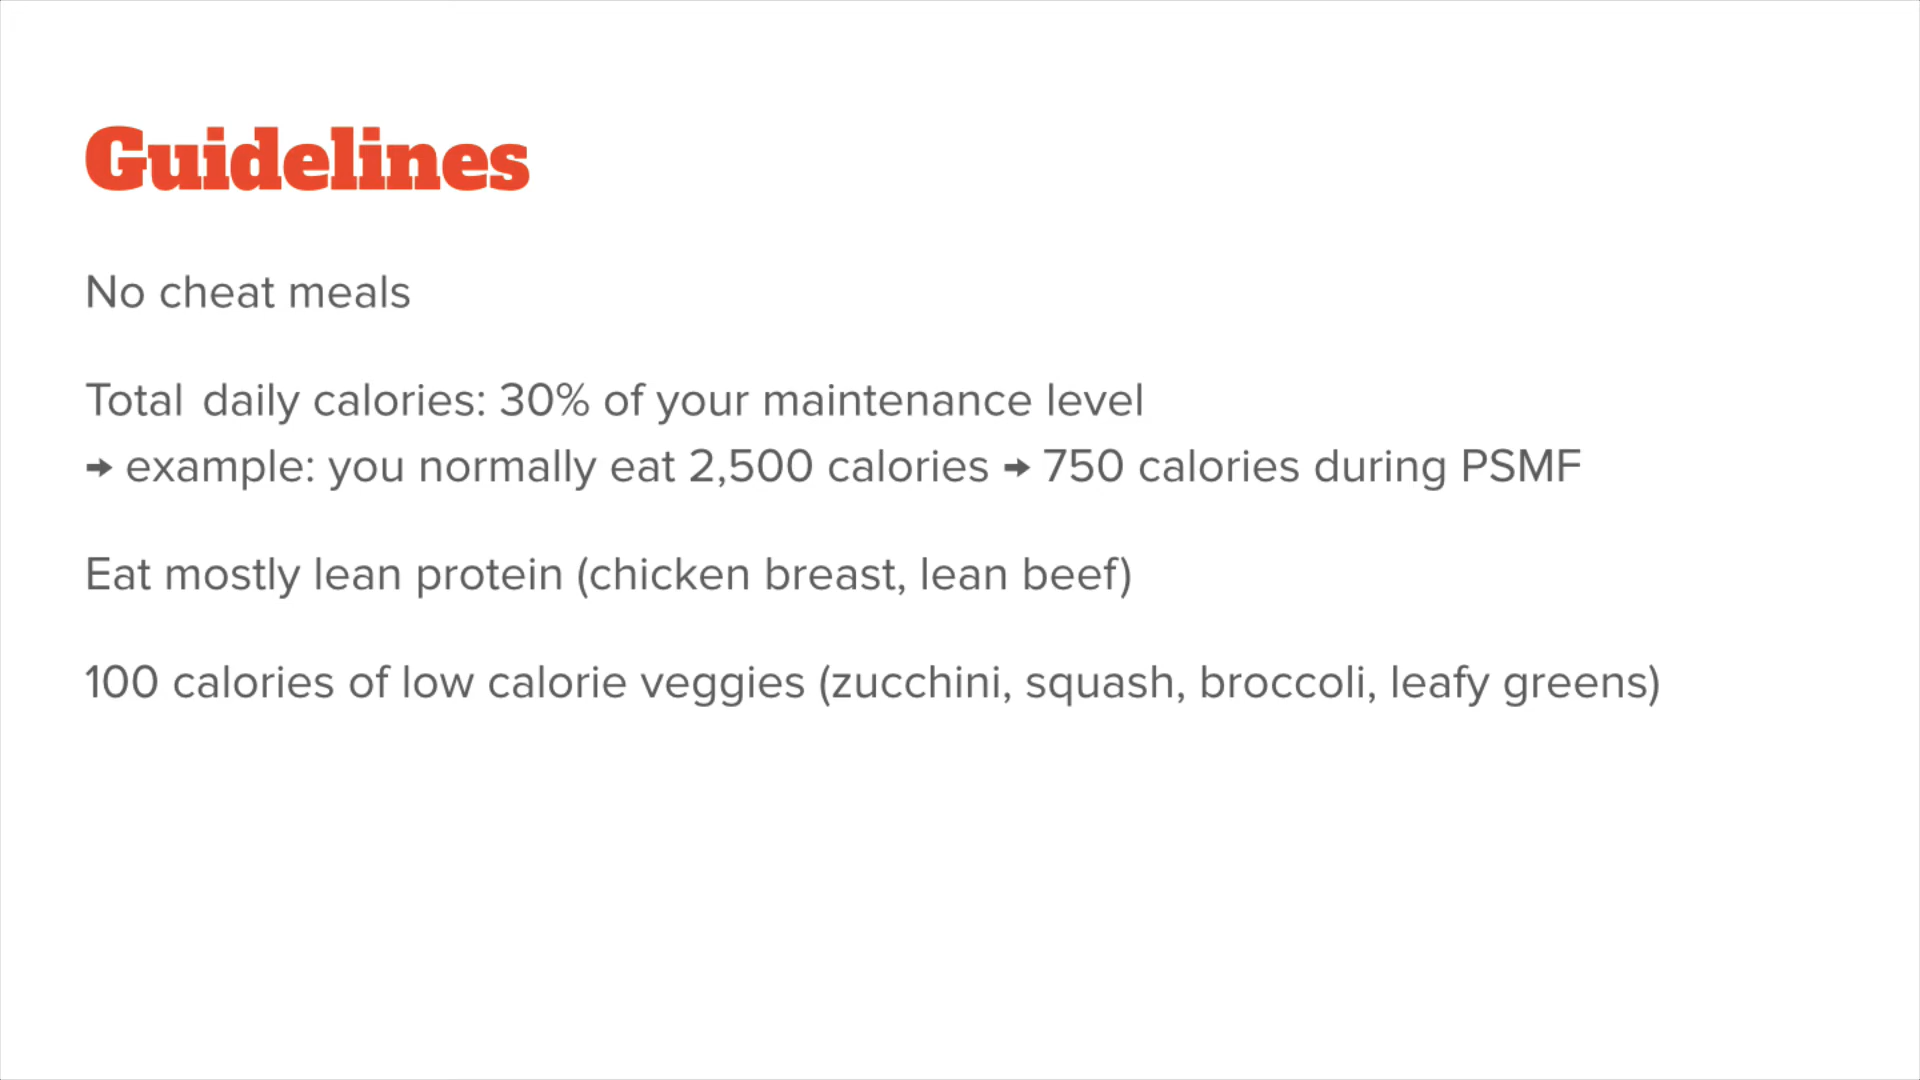 Guidelines
No cheat meals
Total daily calories: 30% of your maintenance level
➜ example: you normally eat 2,500 calories ➜ 750 calories during PSMF
Eat mostly lean protein (chicken breast, lean beef)
100 calories of low calorie veggies (zucchini, squash, broccoli, leafy greens)